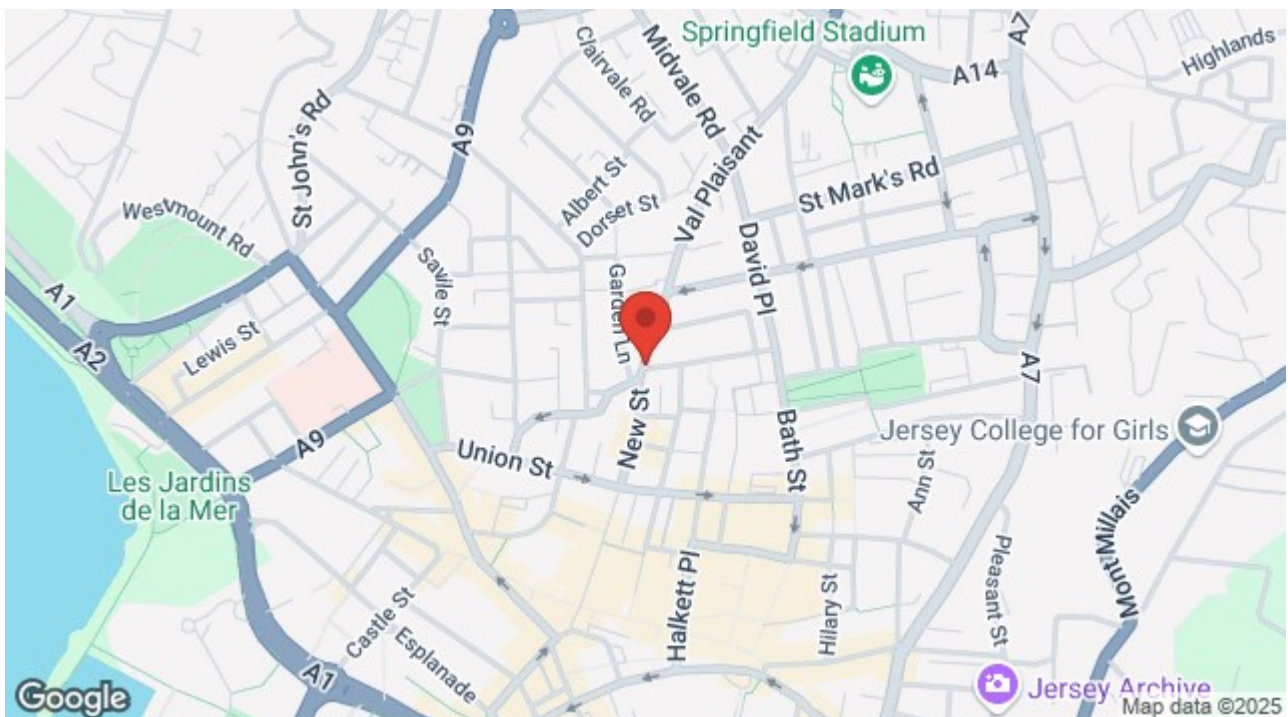 Springfield Stadium
A7
Highlands
A14
Clairvale Rd
Midvale Rd
St John's Rd
A9
Val Plaisant
St Mark's Rd
Albert St
Dorset St
Westmount Rd
Savile St
David Pl
Garden Ln
A1
A2
Lewis St
A7
New St
Bath St
Jersey College for Girls
A9
Union St
Ann St
Les Jardins
de la Mer
Mont Millais
Pleasant St
Halkett Pl
Hilary St
Castle St
Esplanade
A1
Jersey Archive
Google
Map data ©2025